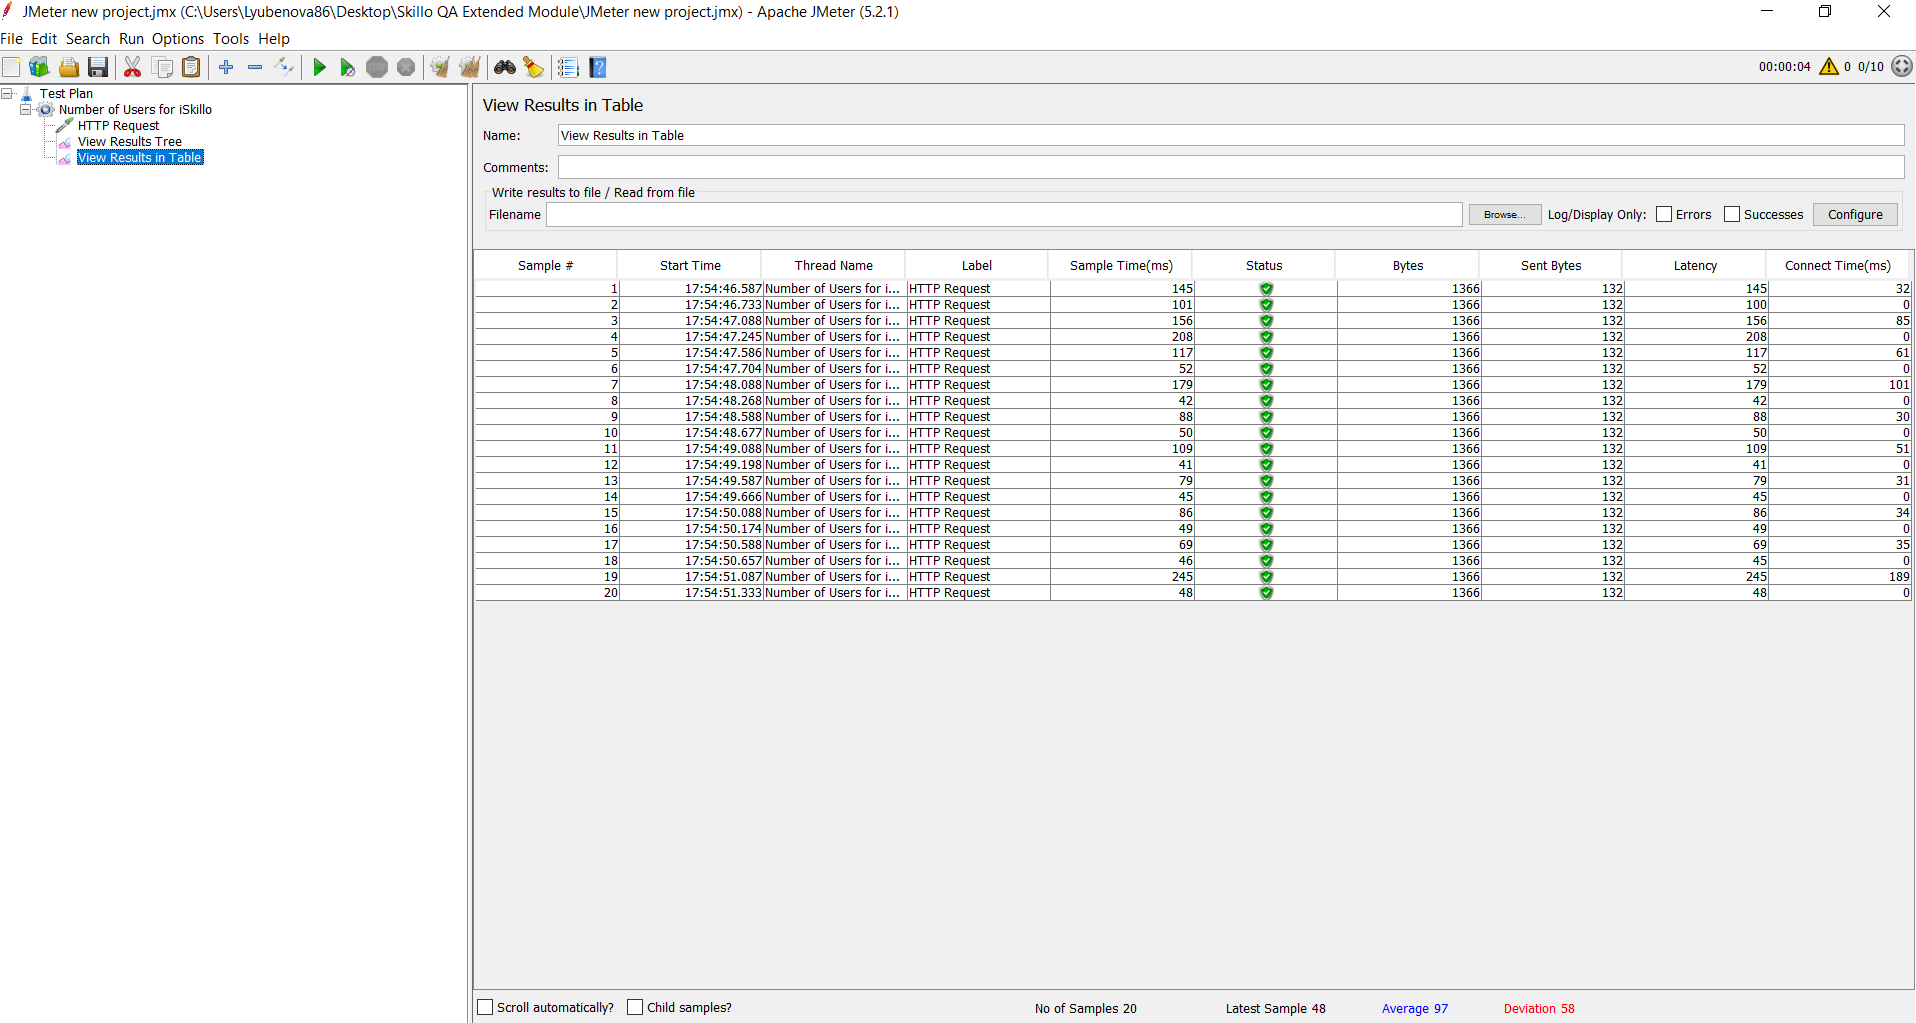 JMeter new project.jmx (C:\Users\Lyubenova86\Desktop\Skillo QA Extended Module\JMeter new project.jmx) - Apache JMeter (5.2.1)
File Edit Search Run Options Tools Help
STOP ? 00:00:04 0 0/10
Test Plan
Number of Users for iSkillo
HTTP Request
View Results Tree
View Results in Table
View Results in Table
Name: View Results in Table
Comments:
Write results to file / Read from file
Filename Browse... Log/Display Only: Errors Successes Configure
Sample # Start Time Thread Name Label Sample Time(ms) Status Bytes Sent Bytes Latency Connect Time(ms)
1 17:54:46.587 Number of Users for i... HTTP Request 145 1366 132 145 32
2 17:54:46.733 Number of Users for i... HTTP Request 101 1366 132 100 0
3 17:54:47.088 Number of Users for i... HTTP Request 156 1366 132 156 85
4 17:54:47.245 Number of Users for i... HTTP Request 208 1366 132 208 0
5 17:54:47.586 Number of Users for i... HTTP Request 117 1366 132 117 61
6 17:54:47.704 Number of Users for i... HTTP Request 52 1366 132 52 0
7 17:54:48.088 Number of Users for i... HTTP Request 179 1366 132 179 101
8 17:54:48.268 Number of Users for i... HTTP Request 42 1366 132 42 0
9 17:54:48.588 Number of Users for i... HTTP Request 88 1366 132 88 30
10 17:54:48.677 Number of Users for i... HTTP Request 50 1366 132 50 0
11 17:54:49.088 Number of Users for i... HTTP Request 109 1366 132 109 51
12 17:54:49.198 Number of Users for i... HTTP Request 41 1366 132 41 0
13 17:54:49.587 Number of Users for i... HTTP Request 79 1366 132 79 31
14 17:54:49.666 Number of Users for i... HTTP Request 45 1366 132 45 0
15 17:54:50.088 Number of Users for i... HTTP Request 86 1366 132 86 34
16 17:54:50.174 Number of Users for i... HTTP Request 49 1366 132 49 0
17 17:54:50.588 Number of Users for i... HTTP Request 69 1366 132 69 35
18 17:54:50.657 Number of Users for i... HTTP Request 46 1366 132 45 0
19 17:54:51.087 Number of Users for i... HTTP Request 245 1366 132 245 189
20 17:54:51.333 Number of Users for i... HTTP Request 48 1366 132 48 0
Scroll automatically? Child samples? No of Samples 20 Latest Sample 48 Average 97 Deviation 58